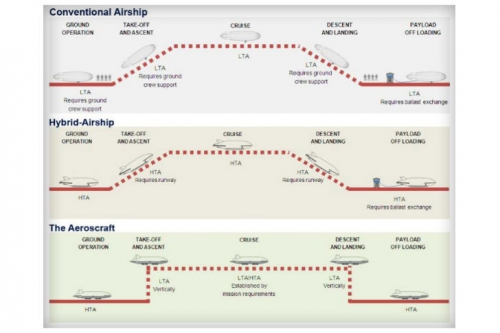 Conventional Airship
GROUND OPERATION
TAKE-OFF AND ASCENT
CRUISE
DESCENT AND LANDING
PAYLOAD OFF LOADING
LTA
LTA
Requires ground crew support
LTA
Requires ground crew support
LTA
Requires ground crew support
LTA
Requires ballast exchange
Hybrid-Airship
GROUND OPERATION
TAKE-OFF AND ASCENT
CRUISE
DESCENT AND LANDING
PAYLOAD OFF LOADING
HTA
HTA
Requires runway
HTA
HTA
Requires runway
HTA
Requires ballast exchange
The Aeroscraft
GROUND OPERATION
TAKE-OFF AND ASCENT
CRUISE
DESCENT AND LANDING
PAYLOAD OFF LOADING
HTA
LTA
Vertically
LTA/HTA
Established by
mission requirements
LTA
Vertically
HTA